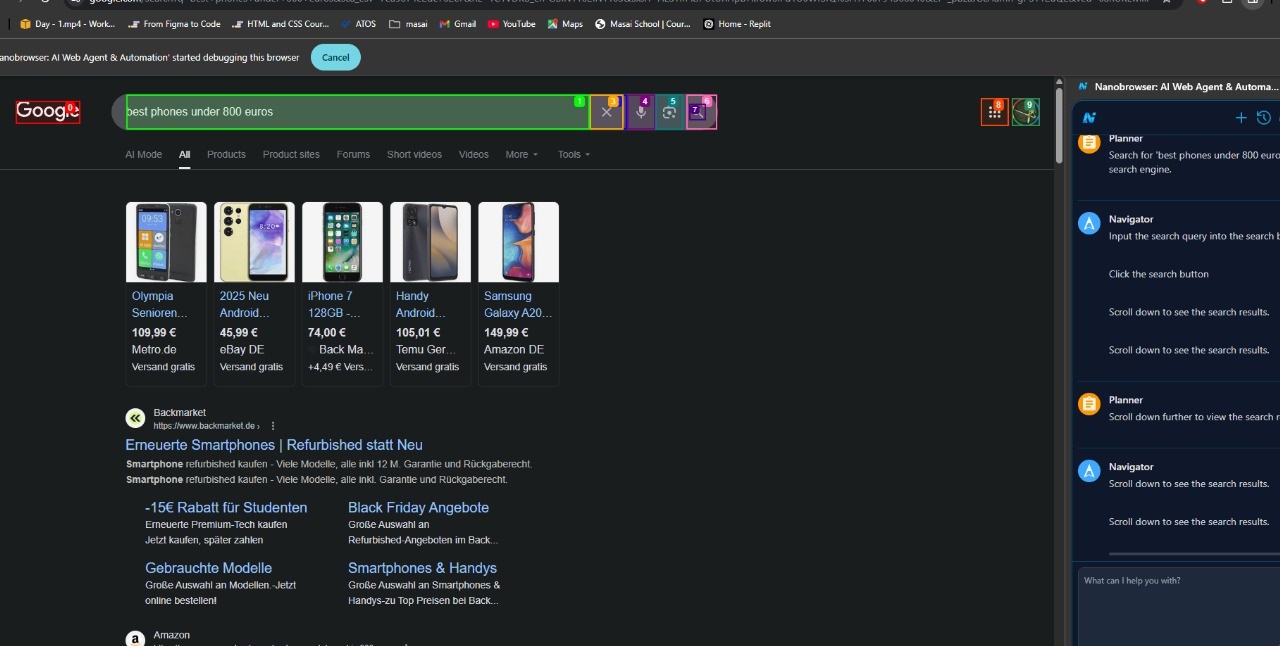 Day - 1.mp4 - Work...
From Figma to Code
HTML and CSS Cour...
ATOS
masai
Gmail
YouTube
Maps
Masai School | Cour...
Home - Replit
anobrowser: AI Web Agent & Automation' started debugging this browser
Cancel
Google
0
best phones under 800 euros
1
3
4
5
6
7
8
9
AI Mode
All
Products
Product sites
Forums
Short videos
Videos
More
Tools
Olympia
Senioren...
109,99 €
Metro.de
Versand gratis
2025 Neu
Android...
45,99 €
eBay DE
Versand gratis
iPhone 7
128GB -...
74,00 €
Back Ma...
+4,49 € Vers...
Handy
Android...
105,01 €
Temu Ger...
Versand gratis
Samsung
Galaxy A20...
149,99 €
Amazon DE
Versand gratis
Backmarket
https://www.backmarket.de ›
Erneuerte Smartphones | Refurbished statt Neu
Smartphone refurbished kaufen - Viele Modelle, alle inkl 12 M. Garantie und Rückgaberecht.
Smartphone refurbished kaufen - Viele Modelle, alle inkl. Garantie und Rückgaberecht.
-15€ Rabatt für Studenten
Erneuerte Premium-Tech kaufen
Jetzt kaufen, später zahlen
Black Friday Angebote
Große Auswahl an
Refurbished-Angeboten im Back...
Gebrauchte Modelle
Große Auswahl an Modellen.-Jetzt
online bestellen!
Smartphones & Handys
Große Auswahl an Smartphones &
Handys-zu Top Preisen bei Back...
Amazon
Nanobrowser: AI Web Agent & Automa...
Planner
Search for 'best phones under 800 euro
search engine.
Navigator
Input the search query into the search b
Click the search button
Scroll down to see the search results.
Scroll down to see the search results.
Planner
Scroll down further to view the search r
Navigator
Scroll down to see the search results.
Scroll down to see the search results.
What can I help you with?